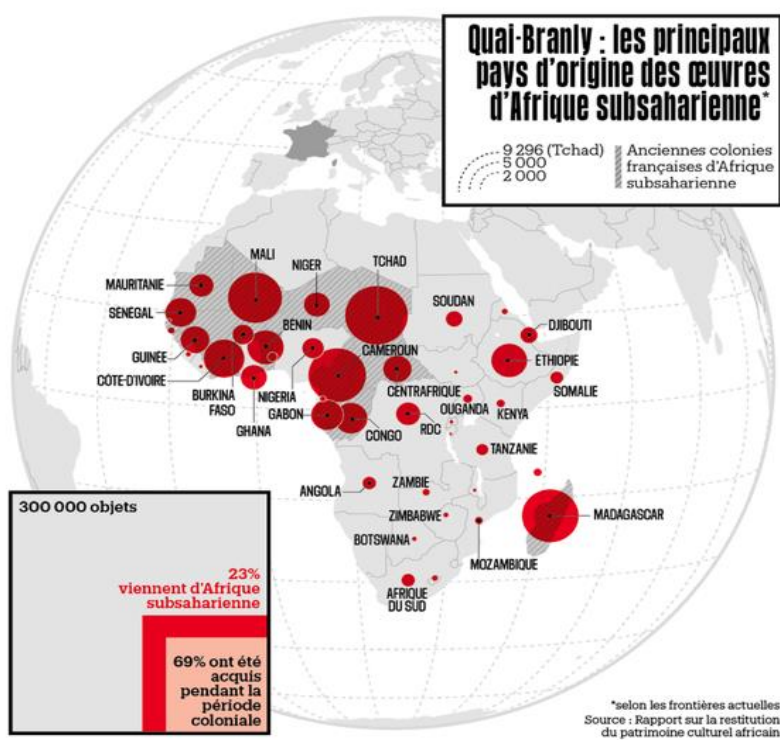 Quai-Branly : les principaux
pays d'origine des œuvres
d'Afrique subsaharienne*
9 296 (Tchad)
5 000
2 000
Anciennes colonies
françaises d'Afrique
subsaharienne
MALI
NIGER
TCHAD
MAURITANIE
SENEGAL
SOUDAN
BÉNIN
DJIBOUTI
GUINÉE
CAMEROUN
ETHIOPIE
CÔTE-D'IVOIRE
CENTRAFRIQUE
SOMALIE
BURKINA
FASO
NIGERIA
OUGANDA
KENYA
GABON
GHANA
CONGO
RDC
TANZANIE
ANGOLA
ZAMBIE
ZIMBABWE
MADAGASCAR
BOTSWANA
MOZAMBIQUE
AFRIQUE
DU SUD
300 000 objets
23%
viennent d'Afrique
subsaharienne
69% ont été
acquis
pendant la
période
coloniale
*selon les frontières actuelles
Source : Rapport sur la restitution
du patrimoine culturel africain